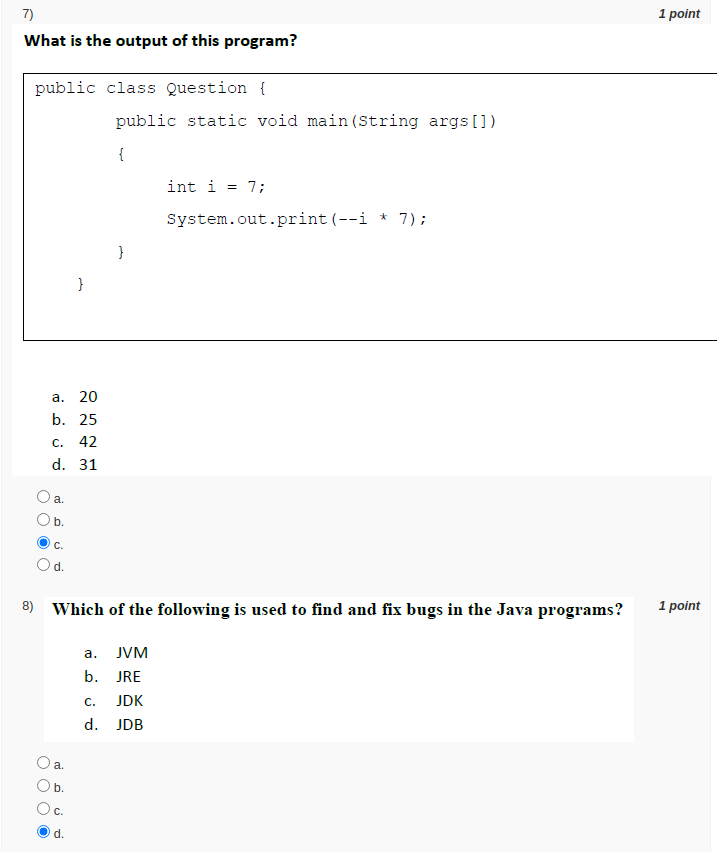 7)
1 point
What is the output of this program?
public class Question {
public static void main(String args[])
{
int i = 7;
System.out.print(--i * 7);
}
}
a. 20
b. 25
c. 42
d. 31
a.
b.
c.
d.
8)
Which of the following is used to find and fix bugs in the Java programs?
1 point
a. JVM
b. JRE
c. JDK
d. JDB
a.
b.
c.
d.